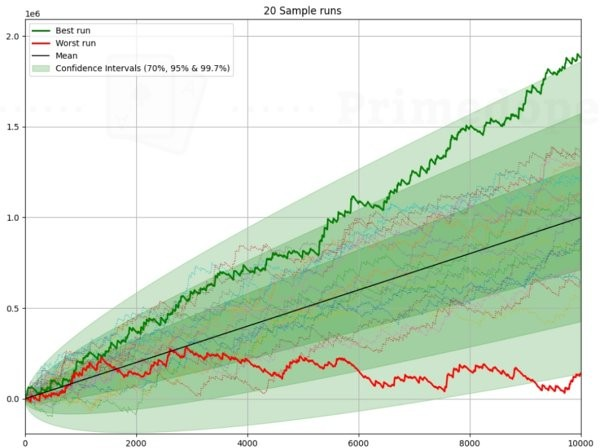 20 Sample runs
1e6
Best run
Worst run
Mean
Confidence Intervals (70%, 95% & 99.7%)
2.0
1.5
1.0
0.5
0.0
0 2000 4000 6000 8000 10000